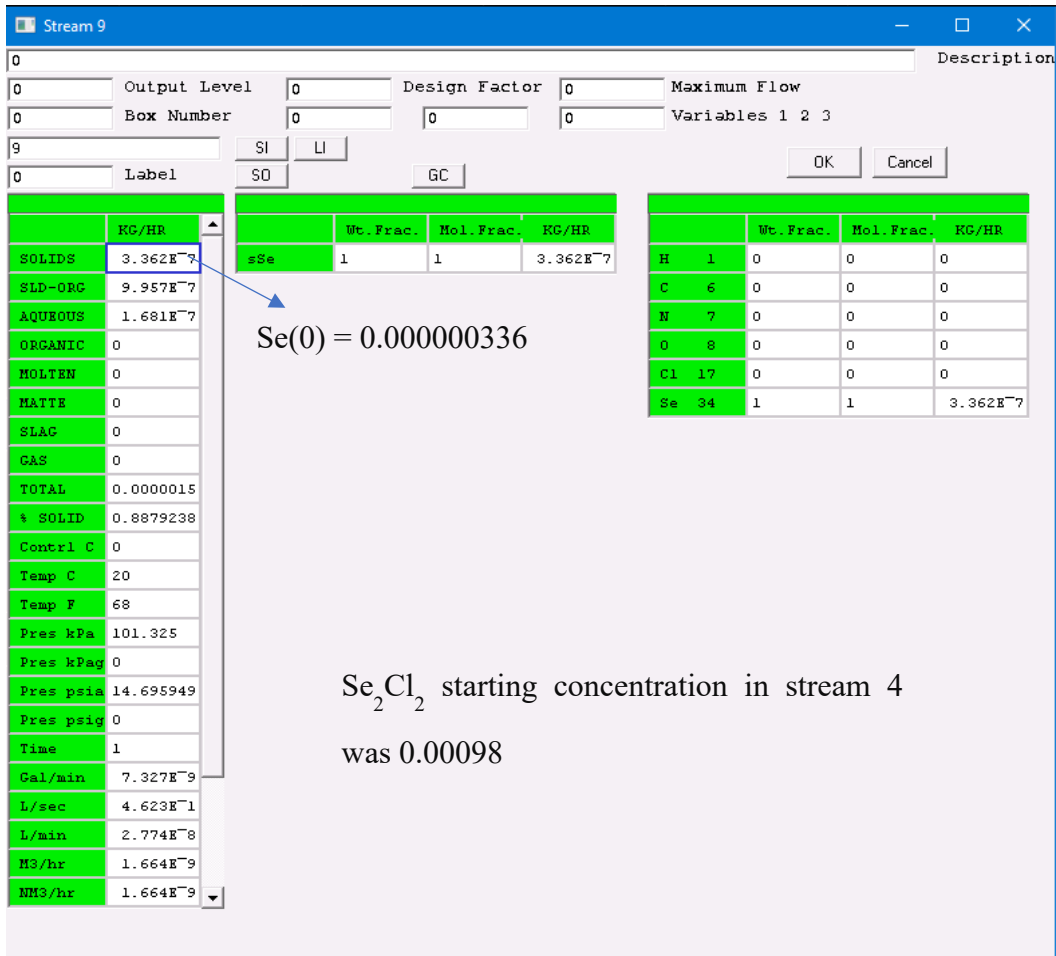 Stream 9
0 Description
0 Output Level 0 Design Factor 0 Maximum Flow
0 Box Number 0 0 0 Variables 1 2 3
9 SI LI
OK Cancel
0 Label SO GC
KG/HR
SOLIDS 3.362E¯7
SLD-ORG 9.957E¯7
AQUEOUS 1.681E¯7
ORGANIC 0
MOLTEN 0
MATTE 0
SLAG 0
GAS 0
TOTAL 0.0000015
% SOLID 0.8879238
Contrl C 0
Temp C 20
Temp F 68
Pres kPa 101.325
Pres kPag 0
Pres psia 14.695949
Pres psig 0
Time 1
Gal/min 7.327E¯9
L/sec 4.623E¯1
L/min 2.774E¯8
M3/hr 1.664E¯9
NM3/hr 1.664E¯9
Wt.Frac. Mol.Frac. KG/HR
sSe 1 1 3.362E¯7
Se(0) = 0.000000336
Wt.Frac. Mol.Frac. KG/HR
H 1 0 0 0
C 6 0 0 0
N 7 0 0 0
O 8 0 0 0
Cl 17 0 0 0
Se 34 1 1 3.362E¯7
Se₂Cl₂ starting concentration in stream 4
was 0.00098